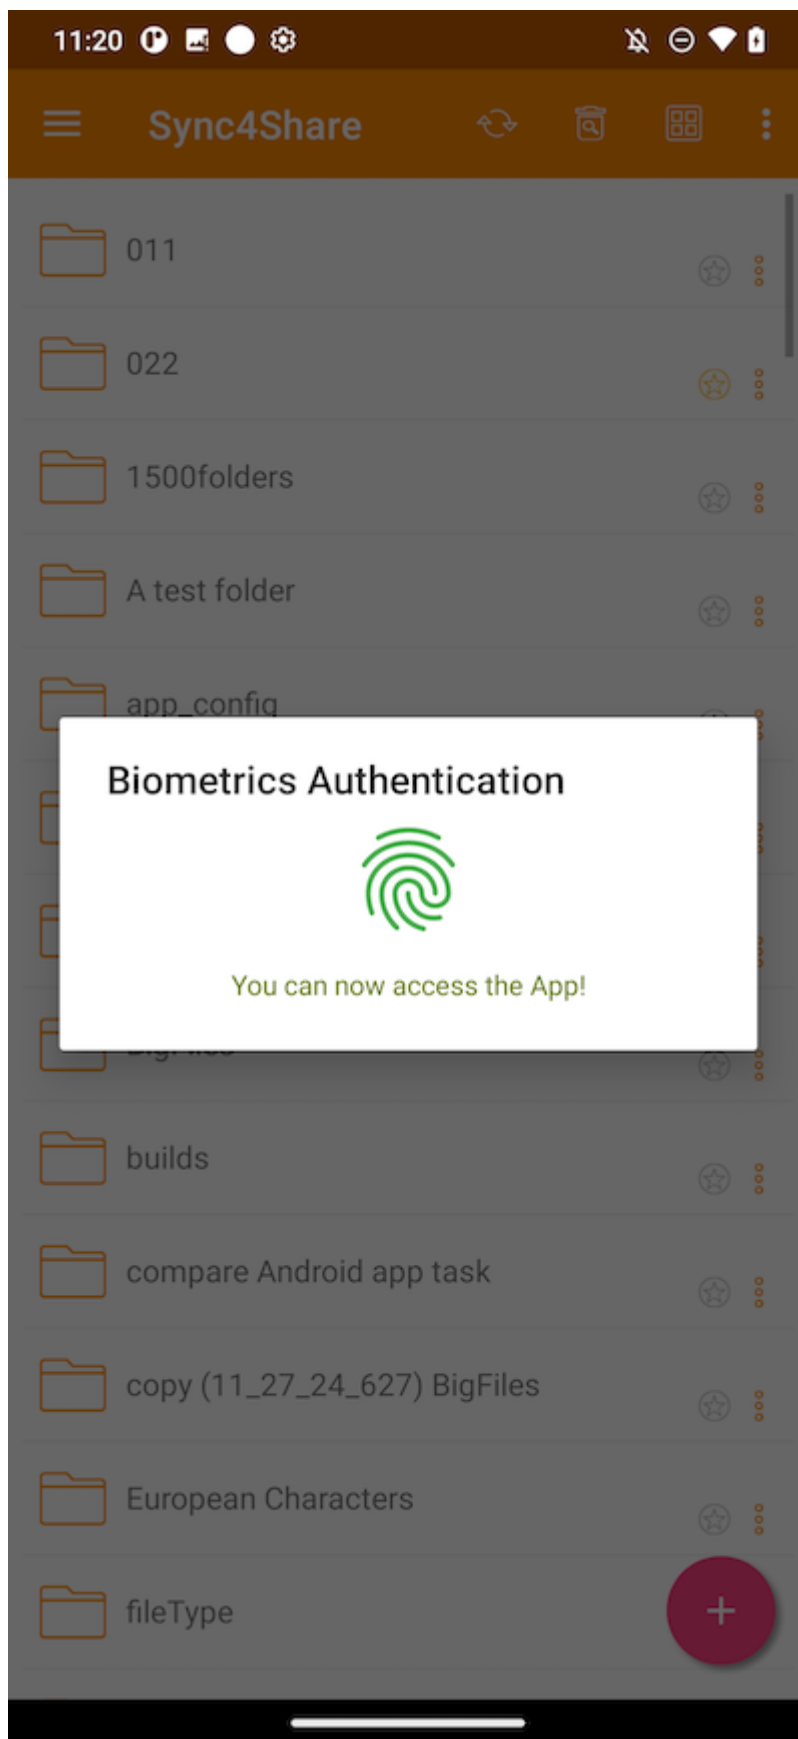 11:20
Sync4Share
011
022
1500folders
A test folder
app_config
Biometrics Authentication
You can now access the App!
BigFiles
builds
compare Android app task
copy (11_27_24_627) BigFiles
European Characters
fileType